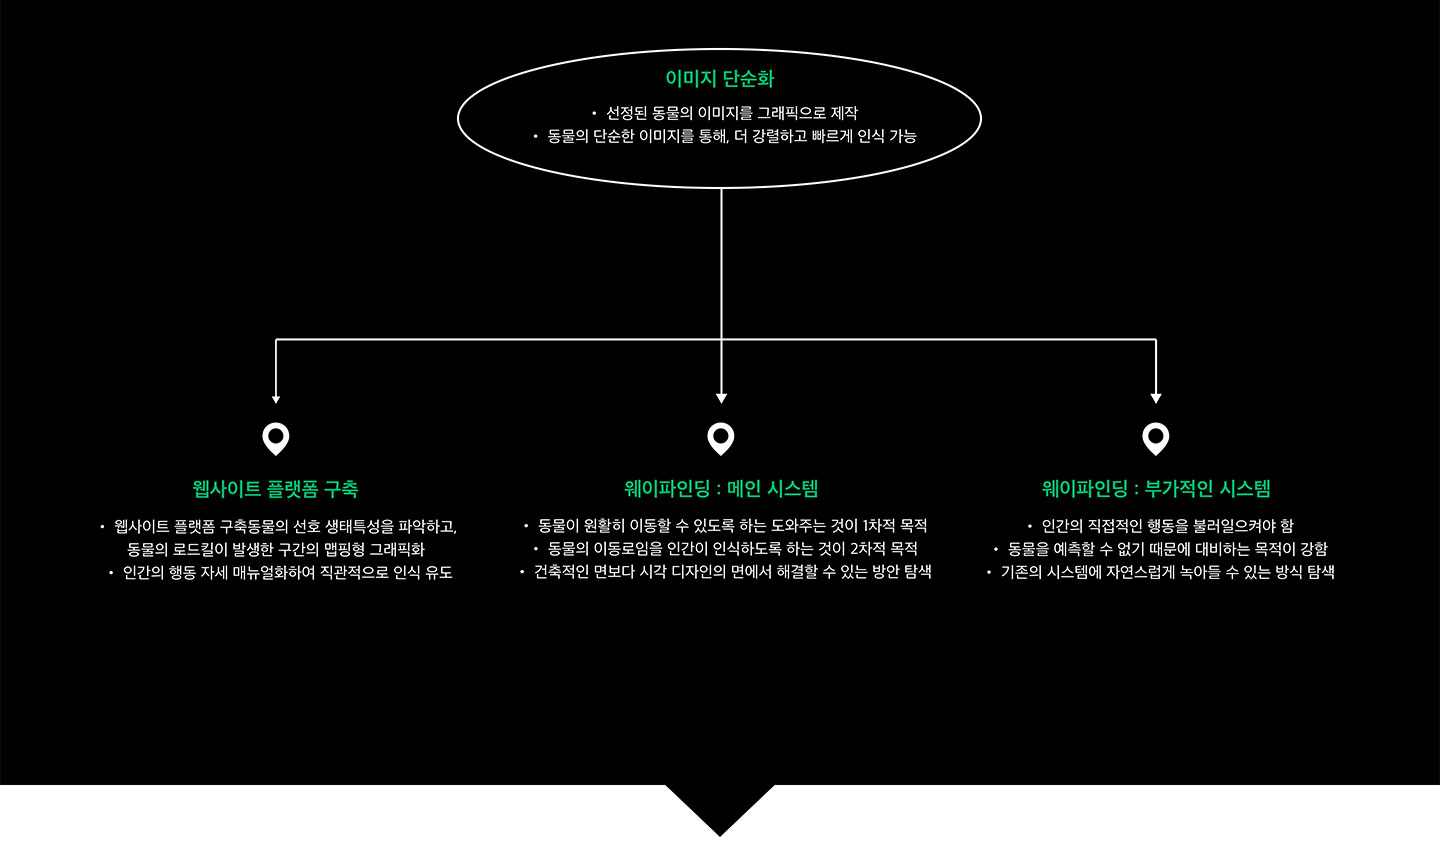 이미지 단순화
• 선정된 동물의 이미지를 그래픽으로 제작
• 동물의 단순한 이미지를 통해, 더 강렬하고 빠르게 인식 가능
웹사이트 플랫폼 구축
• 웹사이트 플랫폼 구축동물의 선호 생태특성을 파악하고,
동물의 로드킬이 발생한 구간의 맵핑형 그래픽화
• 인간의 행동 자세 매뉴얼화하여 직관적으로 인식 유도
웨이파인딩 : 메인 시스템
• 동물이 원활히 이동할 수 있도록 하는 도와주는 것이 1차적 목적
• 동물의 이동로임을 인간이 인식하도록 하는 것이 2차적 목적
• 건축적인 면보다 시각 디자인의 면에서 해결할 수 있는 방안 탐색
웨이파인딩 : 부가적인 시스템
• 인간의 직접적인 행동을 불러일으켜야 함
• 동물을 예측할 수 없기 때문에 대비하는 목적이 강함
• 기존의 시스템에 자연스럽게 녹아들 수 있는 방식 탐색